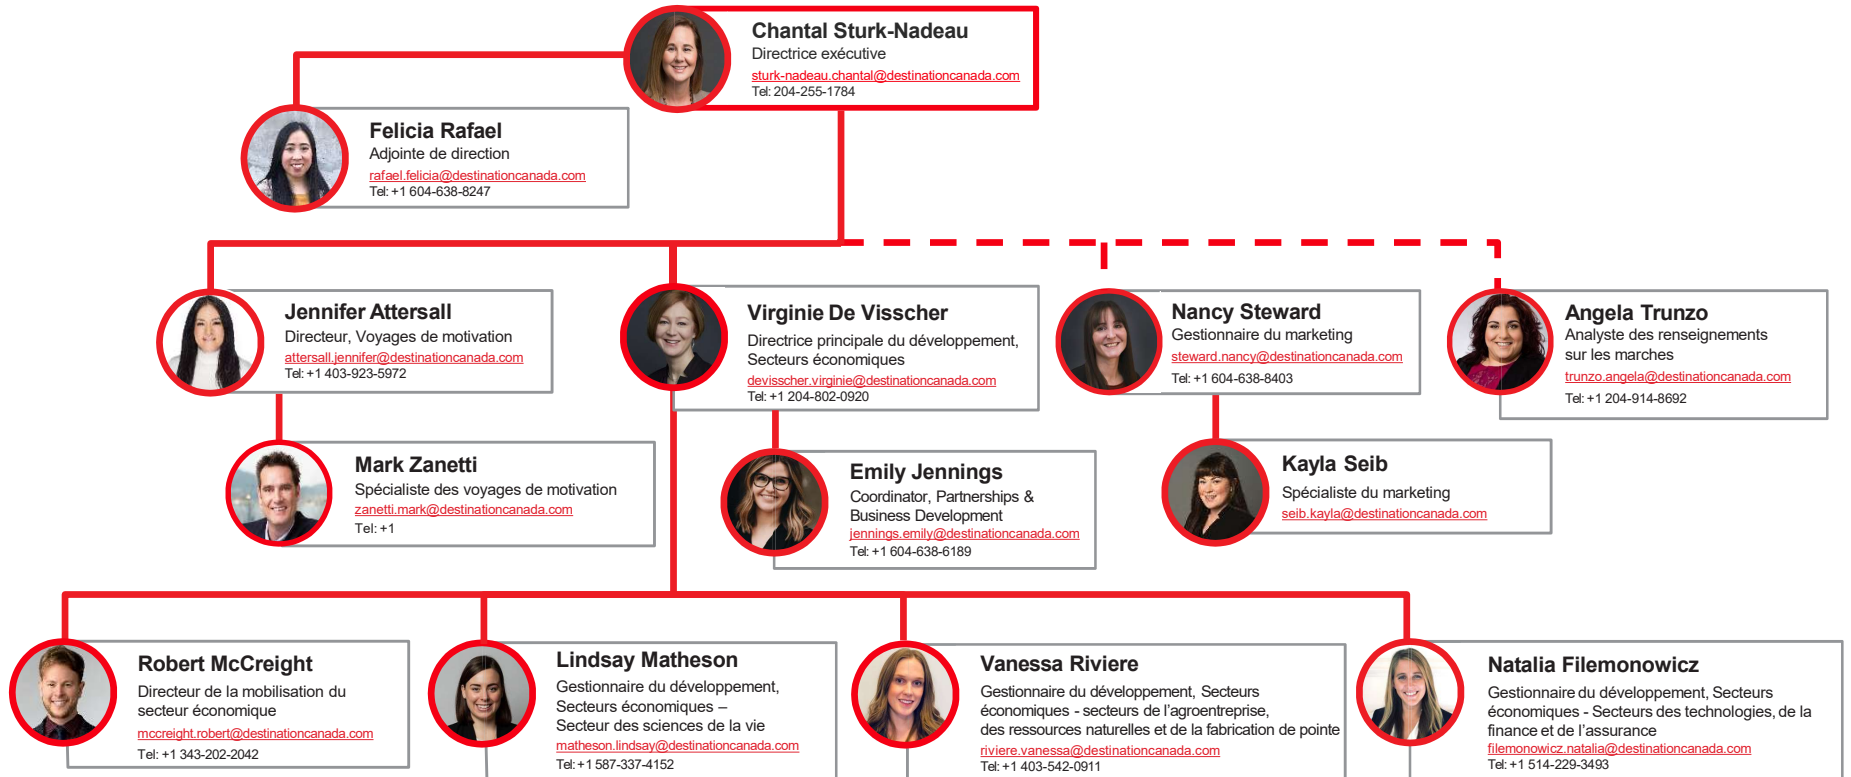 Chantal Sturk-Nadeau
Directrice exécutive
sturk-nadeau.chantal@destinationcanada.com
Tel: 204-255-1784
Felicia Rafael
Adjointe de direction
rafael.felicia@destinationcanada.com
Tel: +1 604-638-8247
Jennifer Attersall
Directeur, Voyages de motivation
attersall.jennifer@destinationcanada.com
Tel: +1 403-923-5972
Virginie De Visscher
Directrice principale du développement,
Secteurs économiques
devisscher.virginie@destinationcanada.com
Tel: +1 204-802-0920
Nancy Steward
Gestionnaire du marketing
steward.nancy@destinationcanada.com
Tel: +1 604-638-8403
Angela Trunzo
Analyste des renseignements
sur les marches
trunzo.angela@destinationcanada.com
Tel: +1 204-914-8692
Mark Zanetti
Spécialiste des voyages de motivation
zanetti.mark@destinationcanada.com
Tel: +1
Emily Jennings
Coordinator, Partnerships &
Business Development
jennings.emily@destinationcanada.com
Tel: +1 604-638-6189
Kayla Seib
Spécialiste du marketing
seib.kayla@destinationcanada.com
Robert McCreight
Directeur de la mobilisation du
secteur économique
mccreight.robert@destinationcanada.com
Tel: +1 343-202-2042
Lindsay Matheson
Gestionnaire du développement,
Secteurs économiques –
Secteur des sciences de la vie
matheson.lindsay@destinationcanada.com
Tel: +1 587-337-4152
Vanessa Riviere
Gestionnaire du développement, Secteurs
économiques - secteurs de l'agroentreprise,
des ressources naturelles et de la fabrication de pointe
riviere.vanessa@destinationcanada.com
Tel: +1 403-542-0911
Natalia Filemonowicz
Gestionnaire du développement, Secteurs
économiques - Secteurs des technologies, de la
finance et de l'assurance
filemonowicz.natalia@destinationcanada.com
Tel: +1 514-229-3493